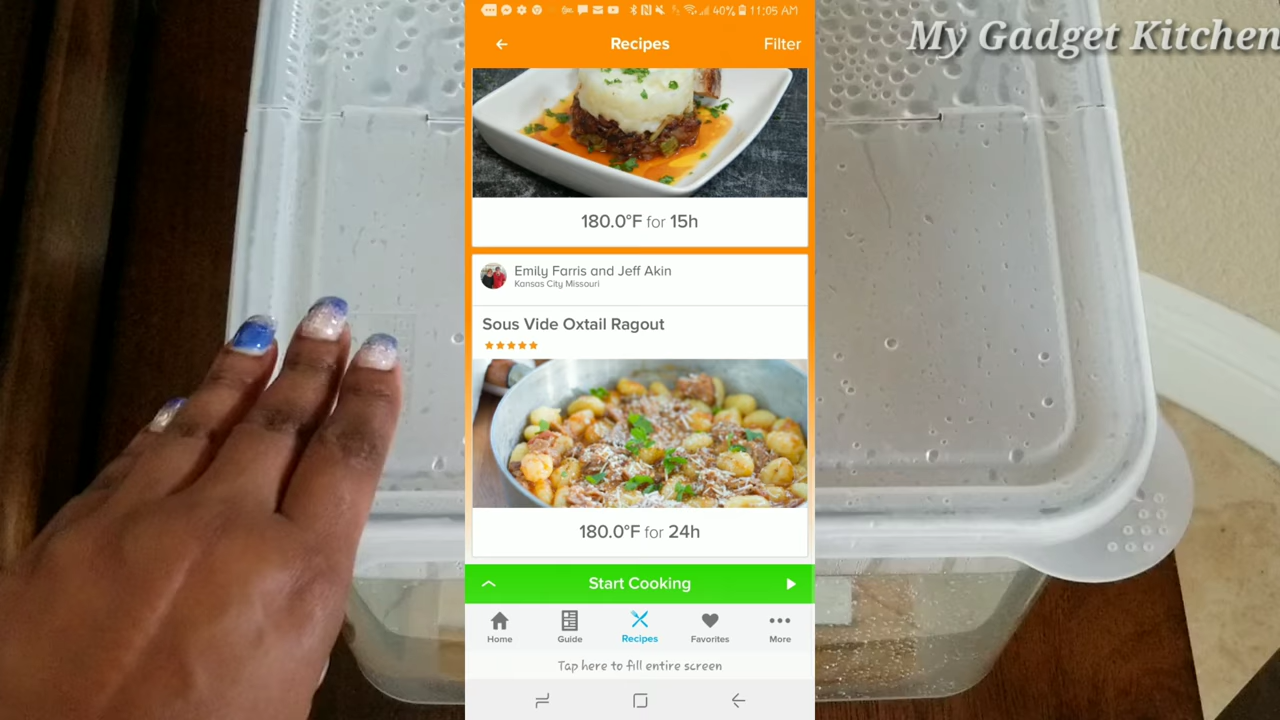 40% 11:05 AM
My Gadget Kitchen
Recipes
Filter
180.0°F for 15h
Emily Farris and Jeff Akin
Kansas City Missouri
Sous Vide Oxtail Ragout
180.0°F for 24h
Start Cooking
Home
Guide
Recipes
Favorites
More
Tap here to fill entire screen